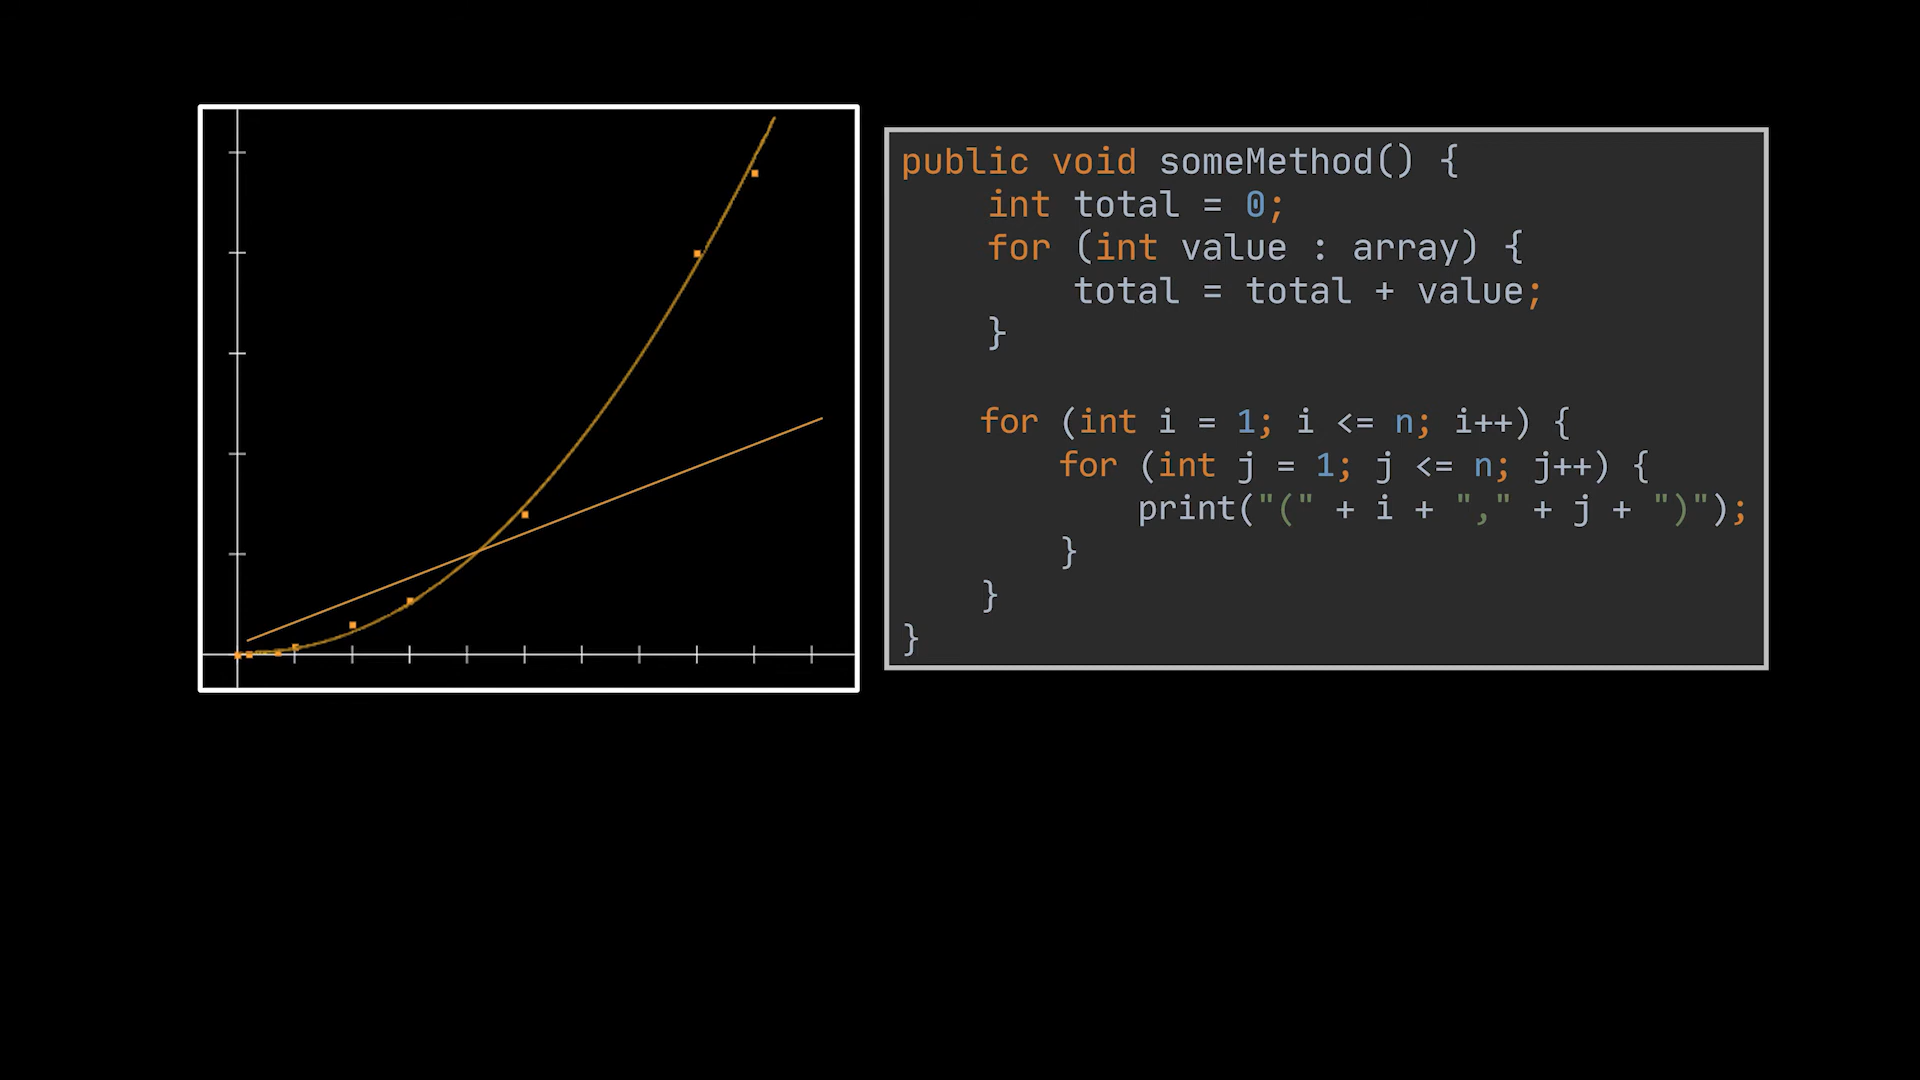 public void someMethod() {
int total = 0;
for (int value : array) {
total = total + value;
}
for (int i = 1; i <= n; i++) {
for (int j = 1; j <= n; j++) {
print("(" + i + "," + j + ")");
}
}
}